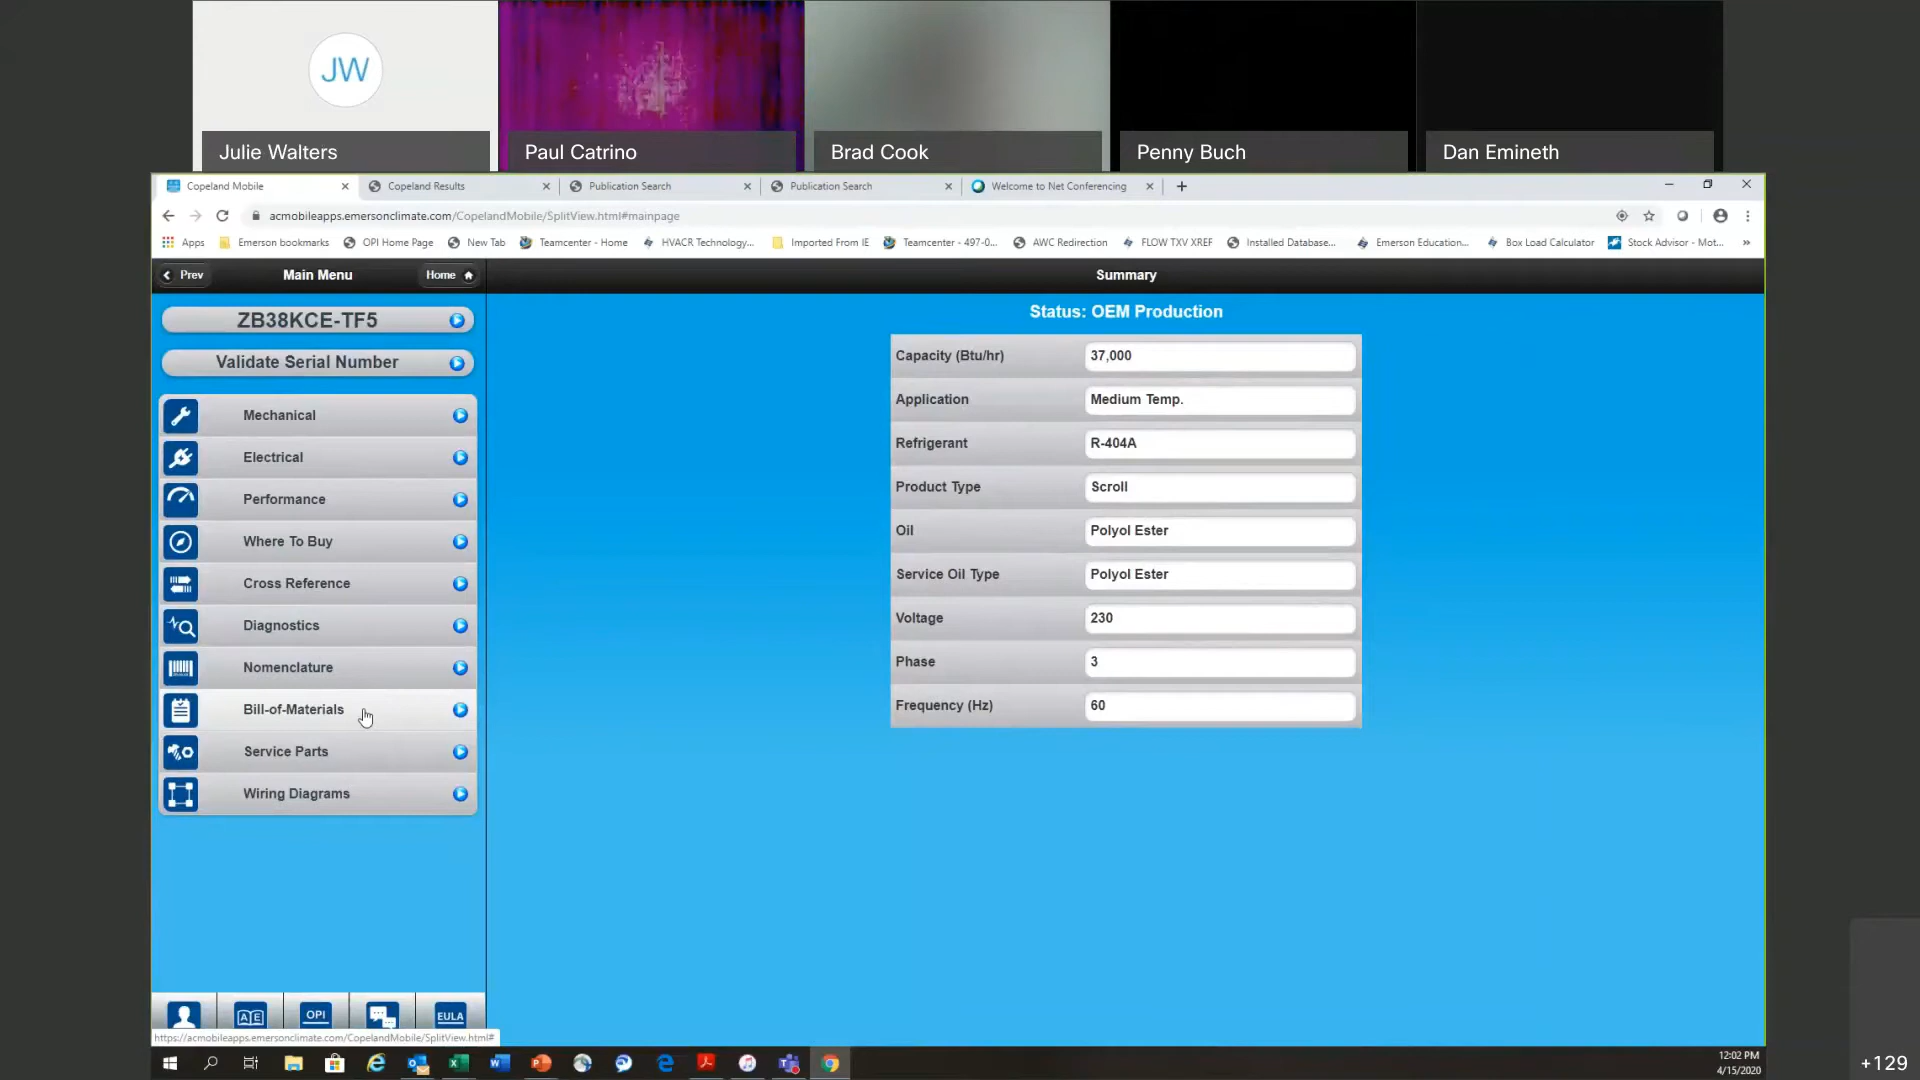 JW
Julie Walters
Paul Catrino
Brad Cook
Penny Buch
Dan Emineth
Copeland Mobile
Copeland Results
Publication Search
Publication Search
Welcome to Net Conferencing
acmobileapps.emersonclimate.com/CopelandMobile/SplitView.html#mainpage
Apps
Emerson bookmarks
OPI Home Page
New Tab
Teamcenter - Home
HVACR Technology...
Imported From IE
Teamcenter - 497-0...
AWC Redirection
FLOW TXV XREF
Installed Database...
Emerson Education...
Box Load Calculator
Stock Advisor - Mot...
Prev
Main Menu
Home
Summary
ZB38KCE-TF5
Validate Serial Number
Mechanical
Electrical
Performance
Where To Buy
Cross Reference
Diagnostics
Nomenclature
Bill-of-Materials
Service Parts
Wiring Diagrams
Status: OEM Production
Capacity (Btu/hr) 37,000
Application Medium Temp.
Refrigerant R-404A
Product Type Scroll
Oil Polyol Ester
Service Oil Type Polyol Ester
Voltage 230
Phase 3
Frequency (Hz) 60
AE
OPI
EULA
https://acmobileapps.emersonclimate.com/CopelandMobile/SplitView.html#
12:02 PM
4/15/2020
+129